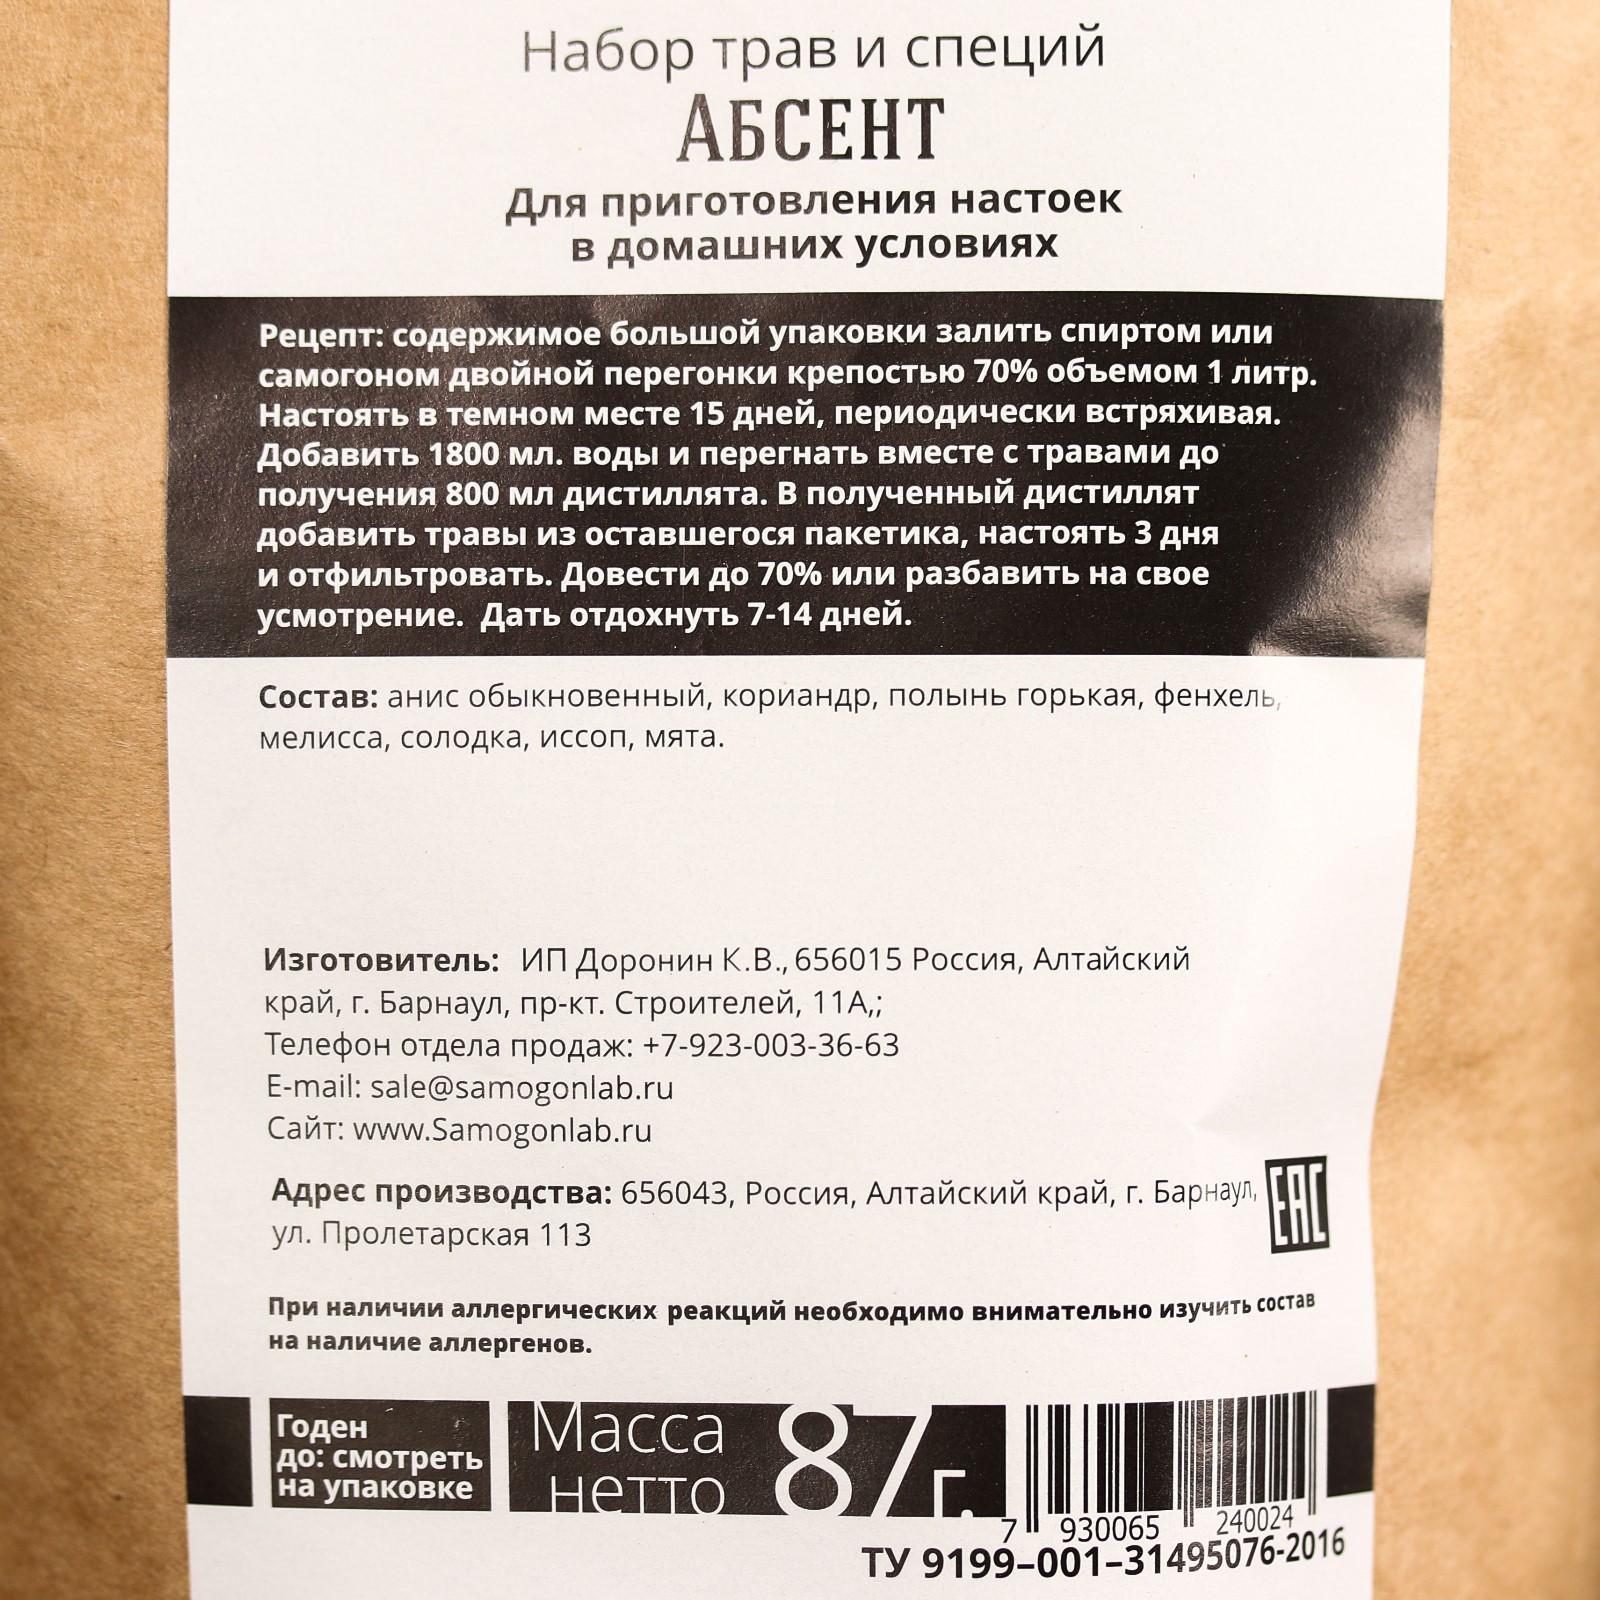 Набор трав и специй
АБСЕНТ
Для приготовления настоек
в домашних условиях
Рецепт: содержимое большой упаковки залить спиртом или
самогоном двойной перегонки крепостью 70% объемом 1 литр.
Настоять в темном месте 15 дней, периодически встряхивая.
Добавить 1800 мл. воды и перегнать вместе с травами до
получения 800 мл дистиллята. В полученный дистиллят
добавить травы из оставшегося пакетика, настоять 3 дня
и отфильтровать. Довести до 70% или разбавить на свое
усмотрение. Дать отдохнуть 7-14 дней.
Состав: анис обыкновенный, кориандр, полынь горькая, фенхель,
мелисса, солодка, иссоп, мята.
Изготовитель: ИП Доронин К.В., 656015 Россия, Алтайский
край, г. Барнаул, пр-кт. Строителей, 11А,;
Телефон отдела продаж: +7-923-003-36-63
E-mail: sale@samogonlab.ru
Сайт: www.Samogonlab.ru
Адрес производства: 656043, Россия, Алтайский край, г. Барнаул,
ул. Пролетарская 113
ЕАС
При наличии аллергических реакций необходимо внимательно изучить состав
на наличие аллергенов.
Годен
до: смотреть
на упаковке
Масса
нетто
87г.
7 930065 240024
ТУ 9199-001-31495076-2016